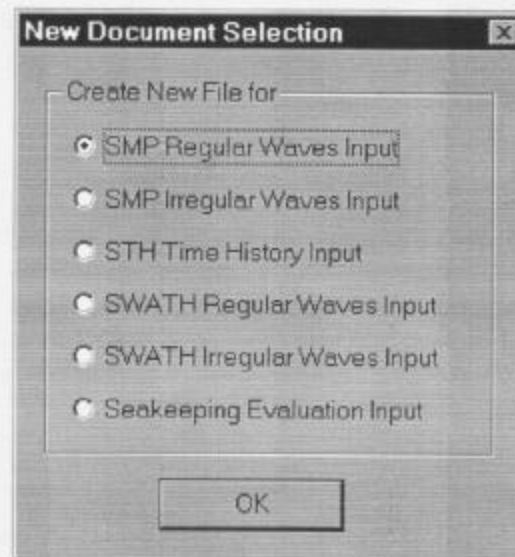 New Document Selection
Create New File for
SMP Regular Waves Input
SMP Irregular Waves Input
STH Time History Input
SWATH Regular Waves Input
SWATH Irregular Waves Input
Seakeeping Evaluation Input
OK